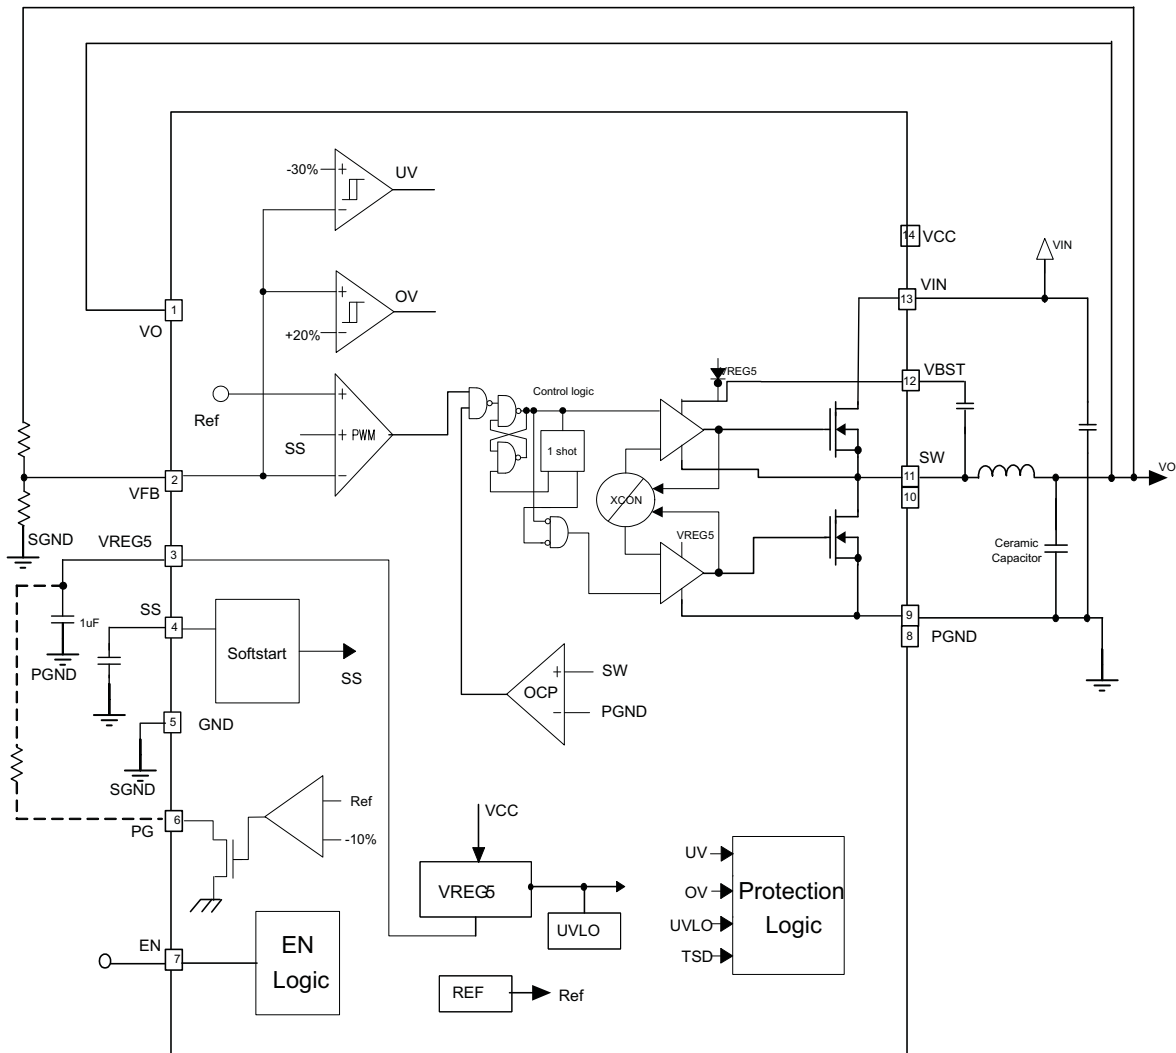 -30%
+
UV
−
14
VCC
VIN
+
OV
VIN
13
1
VO
+20%
−
VREG5
VBST
12
+
Control logic
Ref
SS
+
PWM
1 shot
SW
11
VO
−
2
VFB
10
XCON
SGND
VREG5
3
VREG5
Ceramic
Capacitor
1uF
SS
4
9
8
PGND
Softstart
PGND
SS
+
SW
OCP
−
PGND
5
GND
SGND
Ref
PG
6
-10%
VCC
UV
VREG5
OV
Protection
Logic
UVLO
UVLO
EN
7
EN
Logic
TSD
REF
Ref